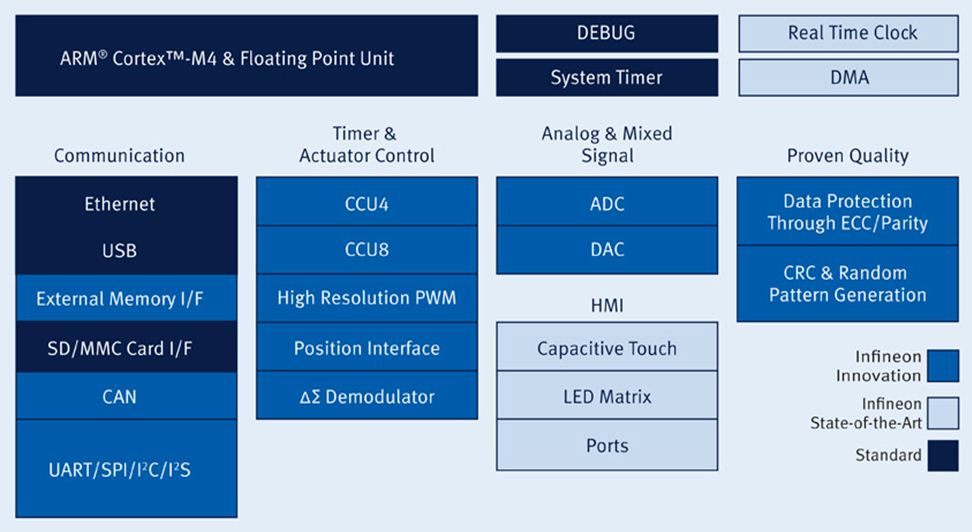 ARM® Cortex™-M4 & Floating Point Unit
DEBUG
System Timer
Real Time Clock
DMA
Communication
Ethernet
USB
External Memory I/F
SD/MMC Card I/F
CAN
UART/SPI/I²C/I²S
Timer &
Actuator Control
CCU4
CCU8
High Resolution PWM
Position Interface
ΔΣ Demodulator
Analog & Mixed
Signal
ADC
DAC
HMI
Capacitive Touch
LED Matrix
Ports
Proven Quality
Data Protection
Through ECC/Parity
CRC & Random
Pattern Generation
Infineon
Innovation
Infineon
State-of-the-Art
Standard